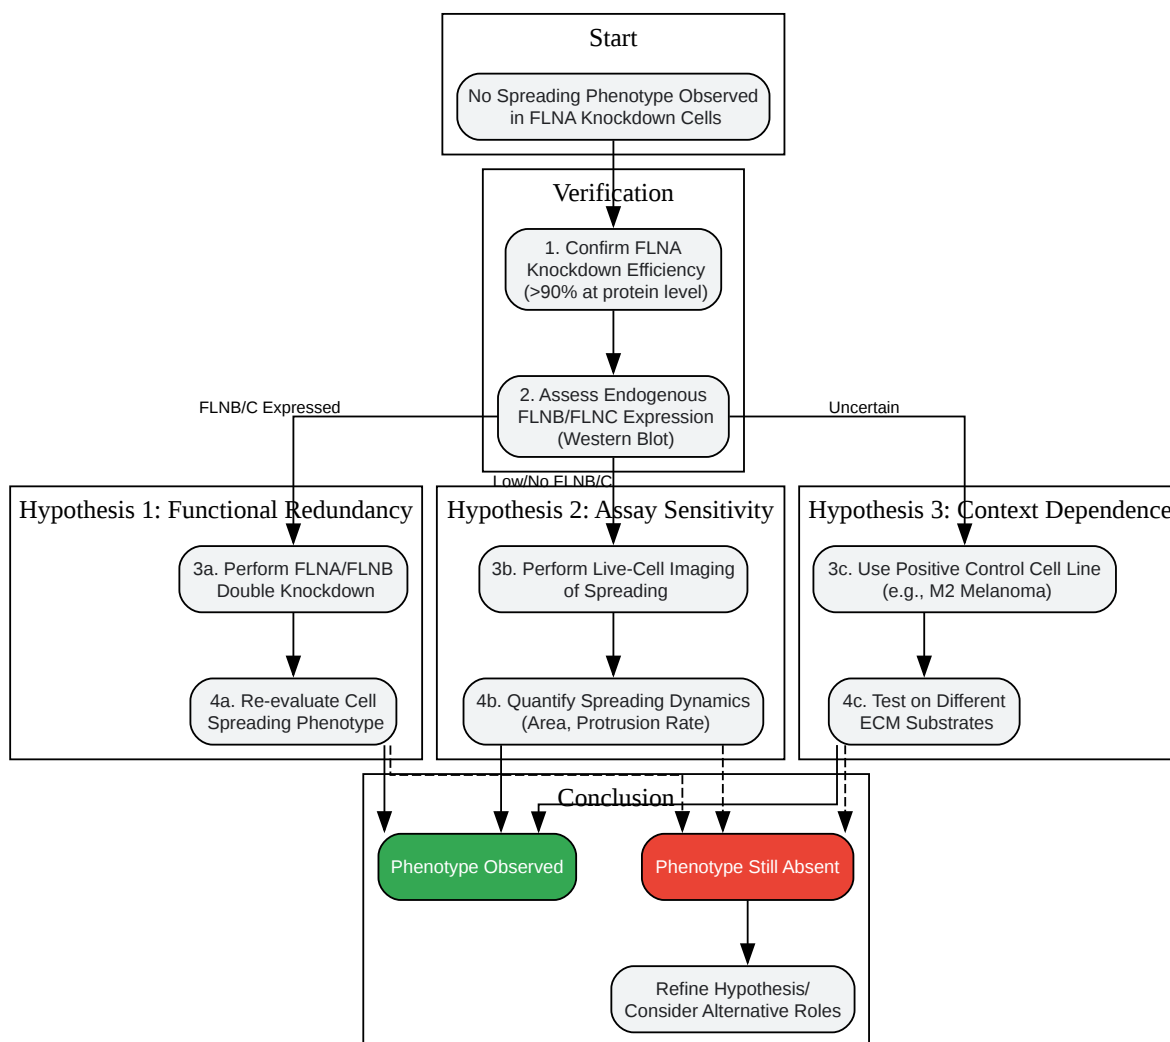 Start
No Spreading Phenotype Observed
in FLNA Knockdown Cells
Verification
1. Confirm FLNA
Knockdown Efficiency
(>90% at protein level)
2. Assess Endogenous
FLNB/FLNC Expression
(Western Blot)
FLNB/C Expressed
Uncertain
Low/No FLNB/C
Hypothesis 1: Functional Redundancy
3a. Perform FLNA/FLNB
Double Knockdown
4a. Re-evaluate Cell
Spreading Phenotype
Hypothesis 2: Assay Sensitivity
3b. Perform Live-Cell Imaging
of Spreading
4b. Quantify Spreading Dynamics
(Area, Protrusion Rate)
Hypothesis 3: Context Dependence
3c. Use Positive Control Cell Line
(e.g., M2 Melanoma)
4c. Test on Different
ECM Substrates
Conclusion
Phenotype Observed
Phenotype Still Absent
Refine Hypothesis/
Consider Alternative Roles